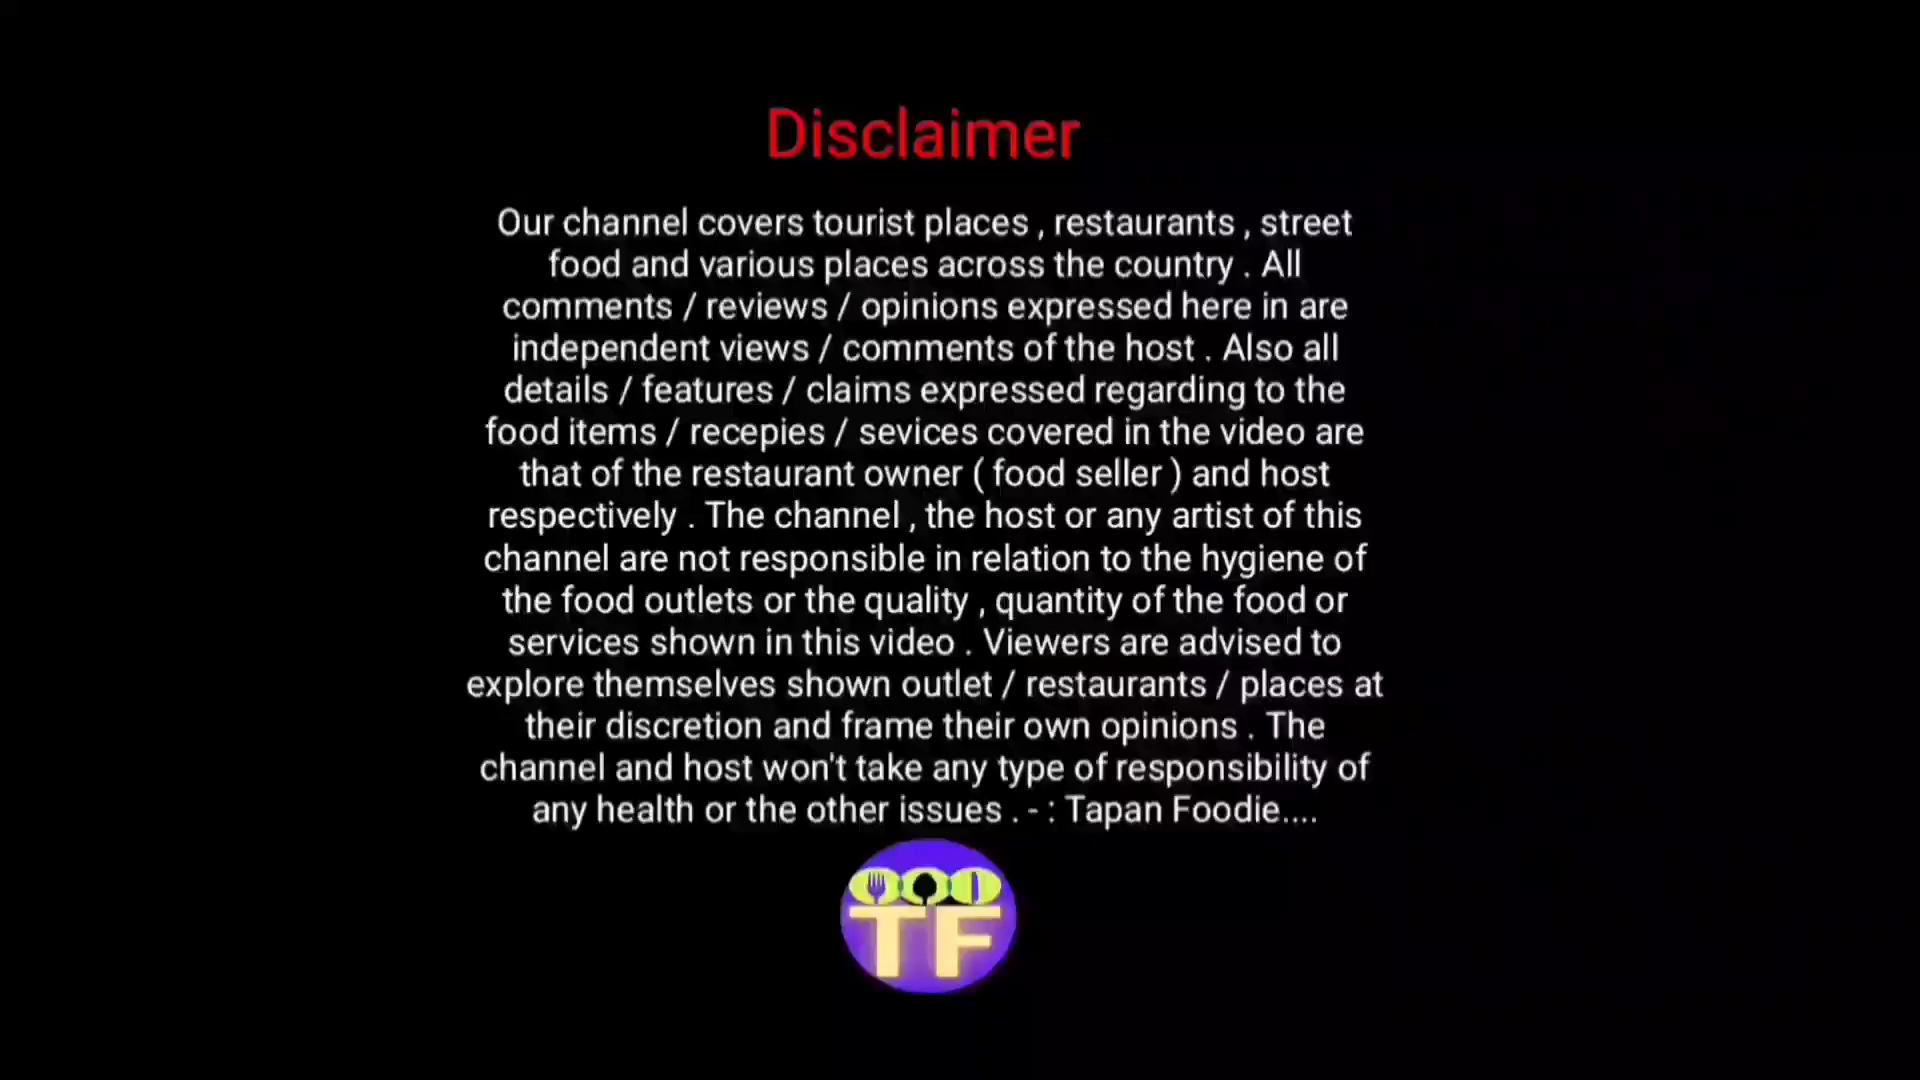 Disclaimer
Our channel covers tourist places , restaurants , street
food and various places across the country . All
comments / reviews / opinions expressed here in are
independent views / comments of the host . Also all
details / features / claims expressed regarding to the
food items / recepies / sevices covered in the video are
that of the restaurant owner ( food seller ) and host
respectively . The channel , the host or any artist of this
channel are not responsible in relation to the hygiene of
the food outlets or the quality , quantity of the food or
services shown in this video . Viewers are advised to
explore themselves shown outlet / restaurants / places at
their discretion and frame their own opinions . The
channel and host won't take any type of responsibility of
any health or the other issues . - : Tapan Foodie....
TF